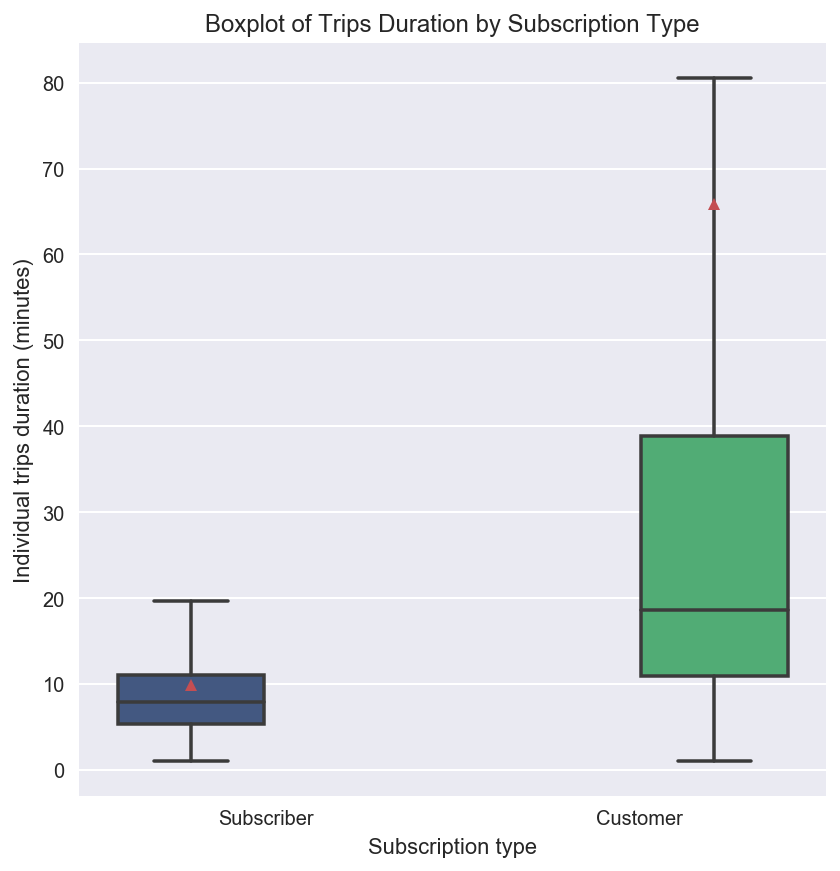 Boxplot of Trips Duration by Subscription Type
80
70
60
50
40
30
20
10
0
Individual trips duration (minutes)
Subscriber
Customer
Subscription type